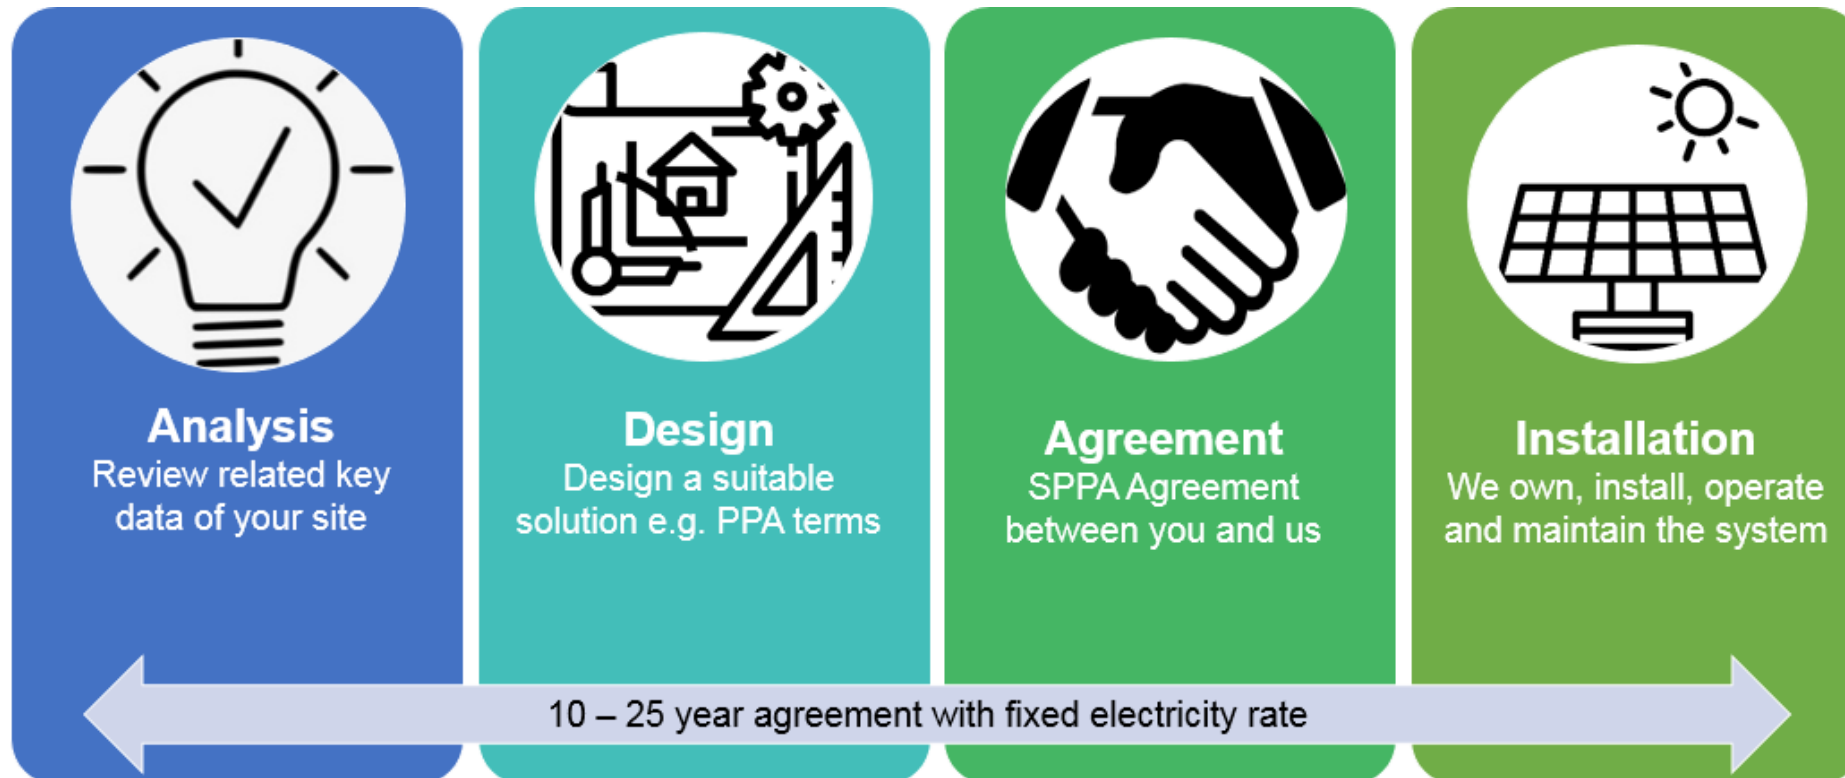 Analysis
Review related key
data of your site
Design
Design a suitable
solution e.g. PPA terms
Agreement
SPPA Agreement
between you and us
Installation
We own, install, operate
and maintain the system
10 – 25 year agreement with fixed electricity rate